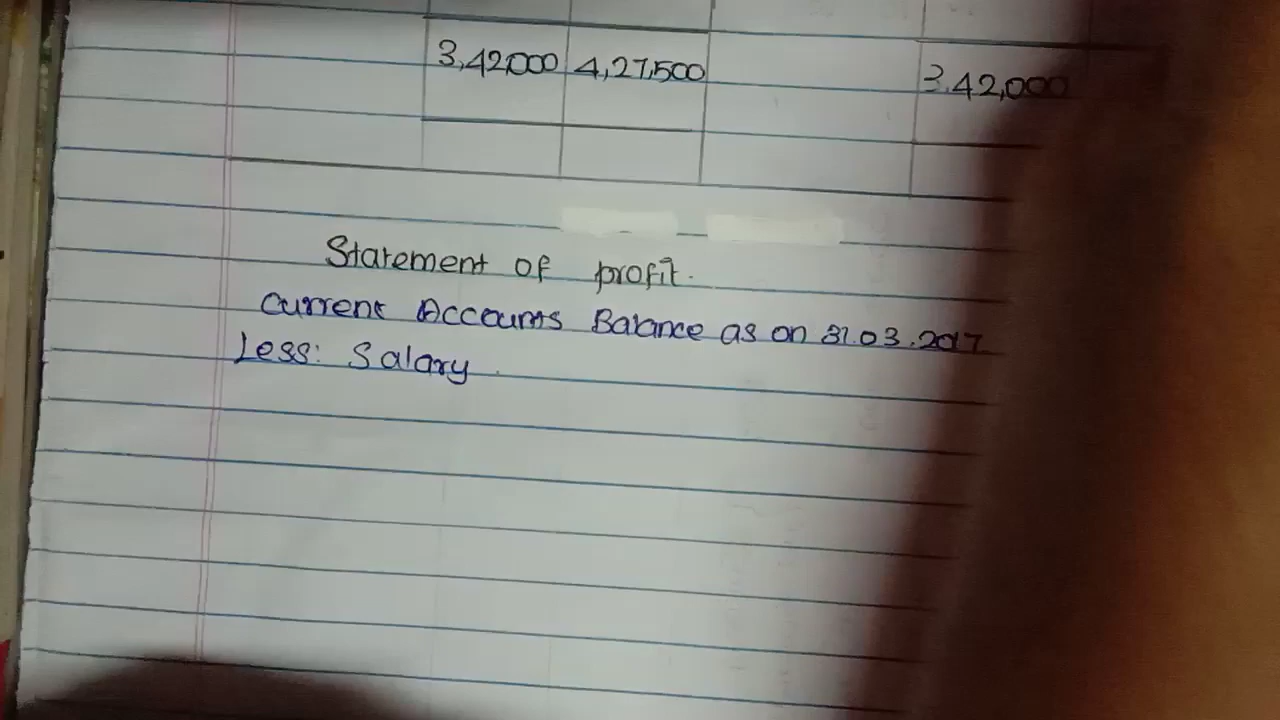 3,42,000 4,27,500 3,42,000
Statement of profit.
Current Accounts Balance as on 31.03.2017
Less: Salary